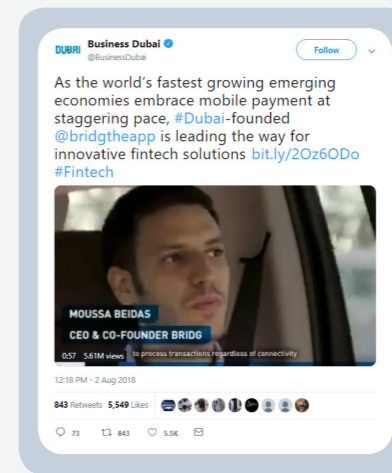 DUBAI
Business Dubai
@BusinessDubai
Follow
As the world's fastest growing emerging
economies embrace mobile payment at
staggering pace, #Dubai-founded
@bridgtheapp is leading the way for
innovative fintech solutions bit.ly/2Oz6ODo
#Fintech
MOUSSA BEIDAS
CEO & CO-FOUNDER BRIDG
0:57 5.61M views to process transactions regardless of connectivity
12:18 PM - 2 Aug 2018
843 Retweets 5,549 Likes
73 843 5.5K